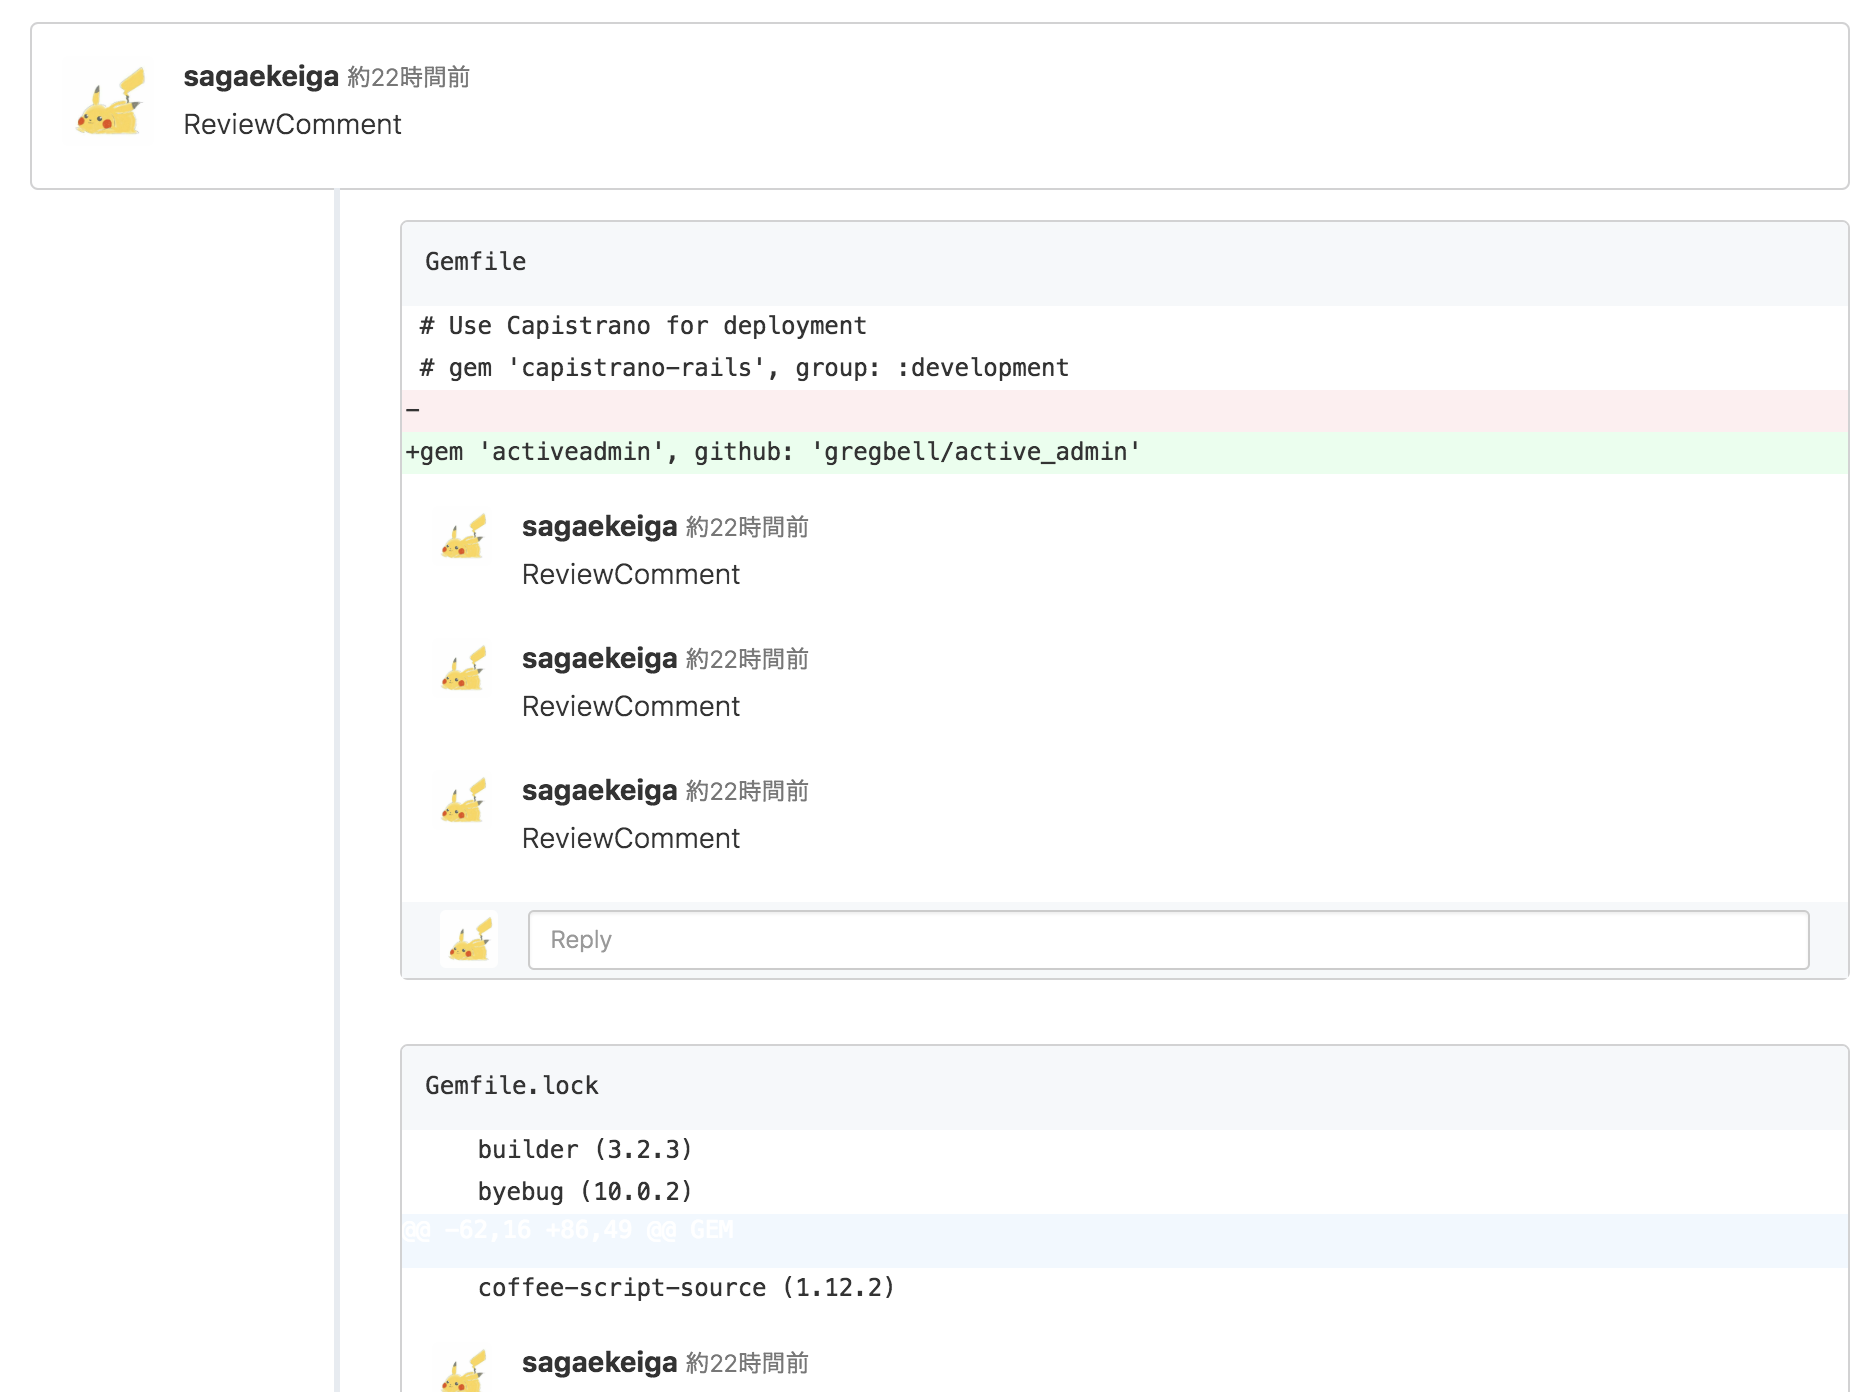 sagaekeiga 約22時間前
ReviewComment
Gemfile
# Use Capistrano for deployment
# gem 'capistrano-rails', group: :development
-
+gem 'activeadmin', github: 'gregbell/active_admin'
sagaekeiga 約22時間前
ReviewComment
sagaekeiga 約22時間前
ReviewComment
sagaekeiga 約22時間前
ReviewComment
Reply
Gemfile.lock
builder (3.2.3)
byebug (10.0.2)
@@ -62,16 +86,49 @@ GEM
coffee-script-source (1.12.2)
sagaekeiga 約22時間前